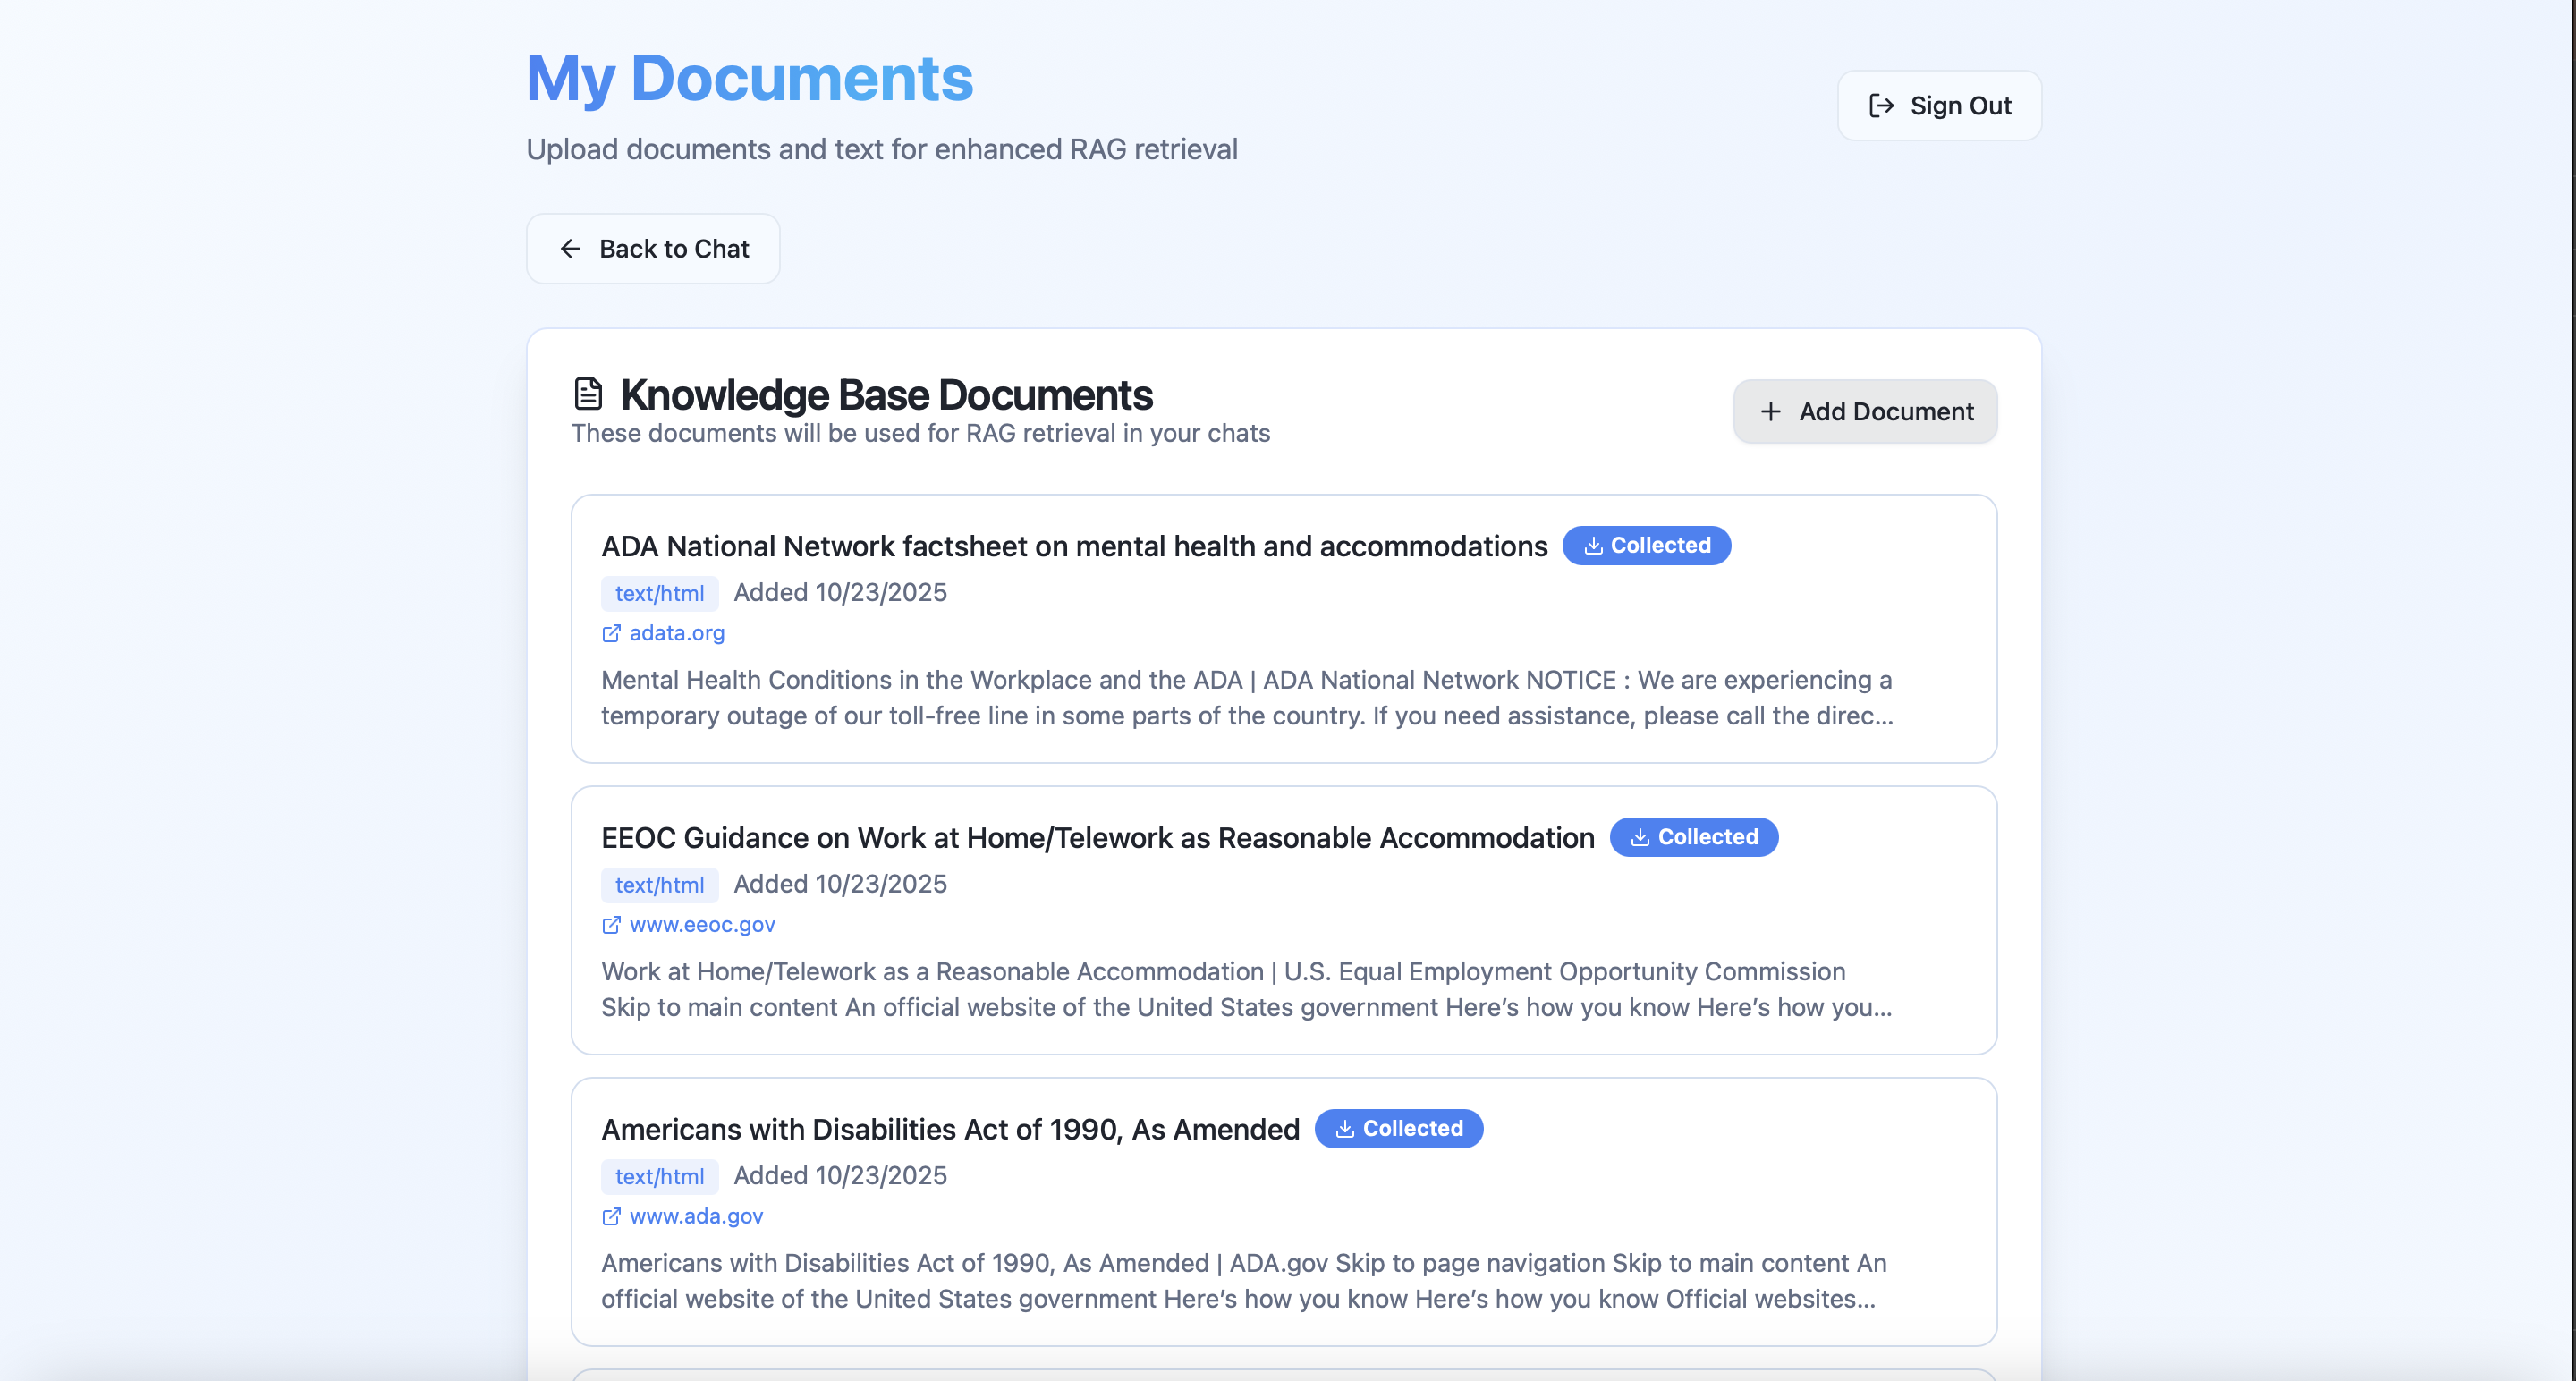 My Documents
Sign Out
Upload documents and text for enhanced RAG retrieval
Back to Chat
Knowledge Base Documents
Add Document
These documents will be used for RAG retrieval in your chats
ADA National Network factsheet on mental health and accommodations Collected
text/html Added 10/23/2025
adata.org
Mental Health Conditions in the Workplace and the ADA | ADA National Network NOTICE : We are experiencing a
temporary outage of our toll-free line in some parts of the country. If you need assistance, please call the direc...
EEOC Guidance on Work at Home/Telework as Reasonable Accommodation Collected
text/html Added 10/23/2025
www.eeoc.gov
Work at Home/Telework as a Reasonable Accommodation | U.S. Equal Employment Opportunity Commission
Skip to main content An official website of the United States government Here’s how you know Here’s how you...
Americans with Disabilities Act of 1990, As Amended Collected
text/html Added 10/23/2025
www.ada.gov
Americans with Disabilities Act of 1990, As Amended | ADA.gov Skip to page navigation Skip to main content An
official website of the United States government Here’s how you know Here’s how you know Official websites...